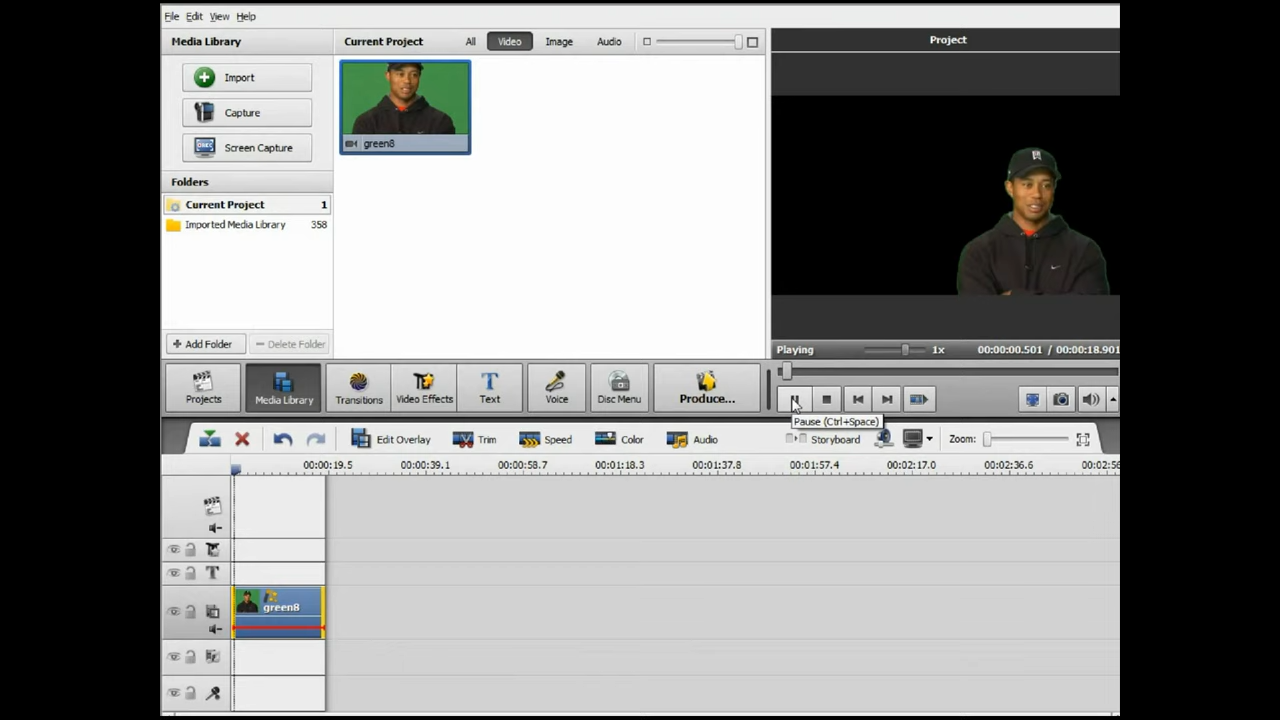 File Edit View Help
Media Library
Current Project
All
Video
Image
Audio
Project
Import
Capture
Screen Capture
green8
Folders
Current Project 1
Imported Media Library 358
Add Folder
Delete Folder
Playing
1x
00:00:00.501 / 00:00:18.901
Projects
Media Library
Transitions
Video Effects
Text
Voice
Disc Menu
Produce...
Pause (Ctrl+Space)
Edit Overlay
Trim
Speed
Color
Audio
Storyboard
Zoom:
00:00:19.5 00:00:39.1 00:00:58.7 00:01:18.3 00:01:37.8 00:01:57.4 00:02:17.0 00:02:36.6 00:02:56
T
green8